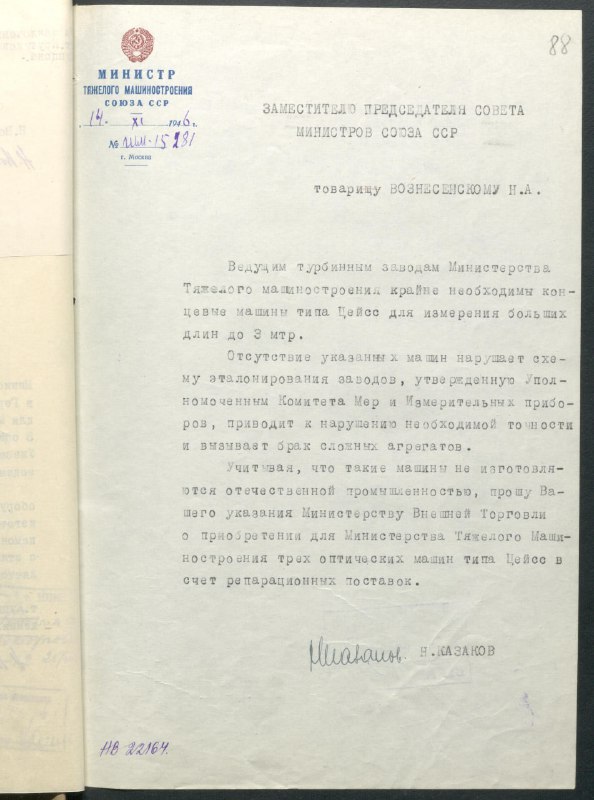 88
МИНИСТР
ТЯЖЕЛОГО МАШИНОСТРОЕНИЯ
СОЮЗА ССР
14 XI 1946 г.
№ 15281
г. Москва
ЗАМЕСТИТЕЛЮ ПРЕДСЕДАТЕЛЯ СОВЕТА
МИНИСТРОВ СОЮЗА ССР
товарищу ВОЗНЕСЕНСКОМУ Н.А.
Ведущим турбинным заводам Министерства
Тяжелого машиностроения крайне необходимы кон-
цевые машины типа Цейсс для измерения больших
длин до 3 мтр.
Отсутствие указанных машин нарушает схе-
му эталонирования заводов, утвержденную Упол-
номоченным Комитета Мер и Измерительных прибо-
ров, приводит к нарушению необходимой точности
и вызывает брак сложных агрегатов.
Учитывая, что такие машины не изготовля-
ются отечественной промышленностью, прошу Ва-
шего указания Министерству Внешней Торговли
о приобретении для Министерства Тяжелого Маши-
ностроения трех оптических машин типа Цейсс в
счет репарационных поставок.
Н.КАЗАКОВ
НВ 22164.